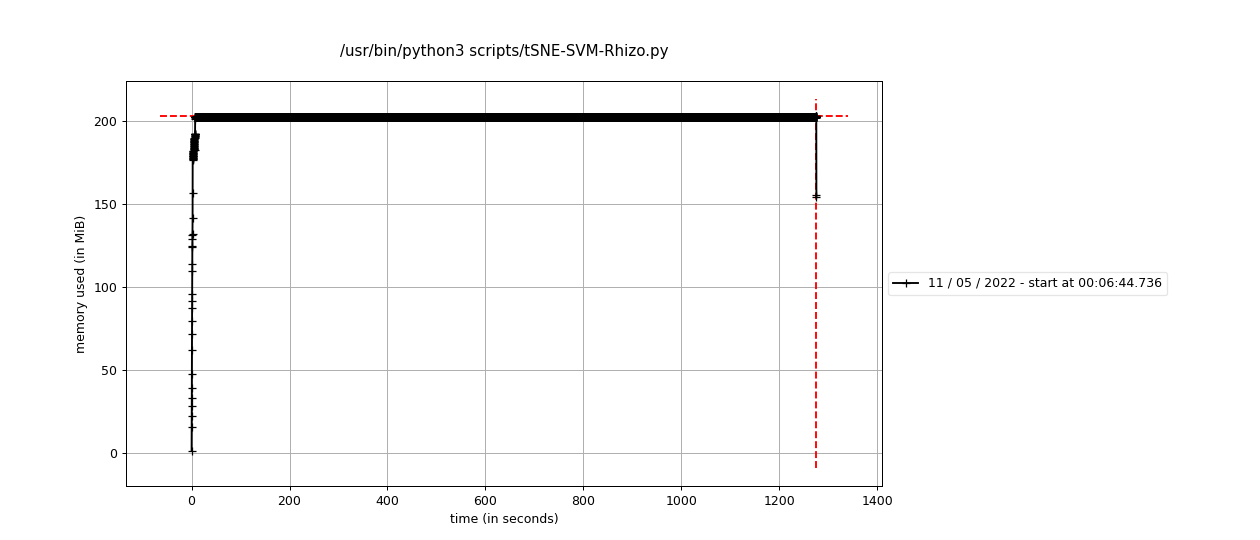 /usr/bin/python3 scripts/tSNE-SVM-Rhizo.py
200
150
100
50
0
memory used (in MiB)
0 200 400 600 800 1000 1200 1400
time (in seconds)
11 / 05 / 2022 - start at 00:06:44.736